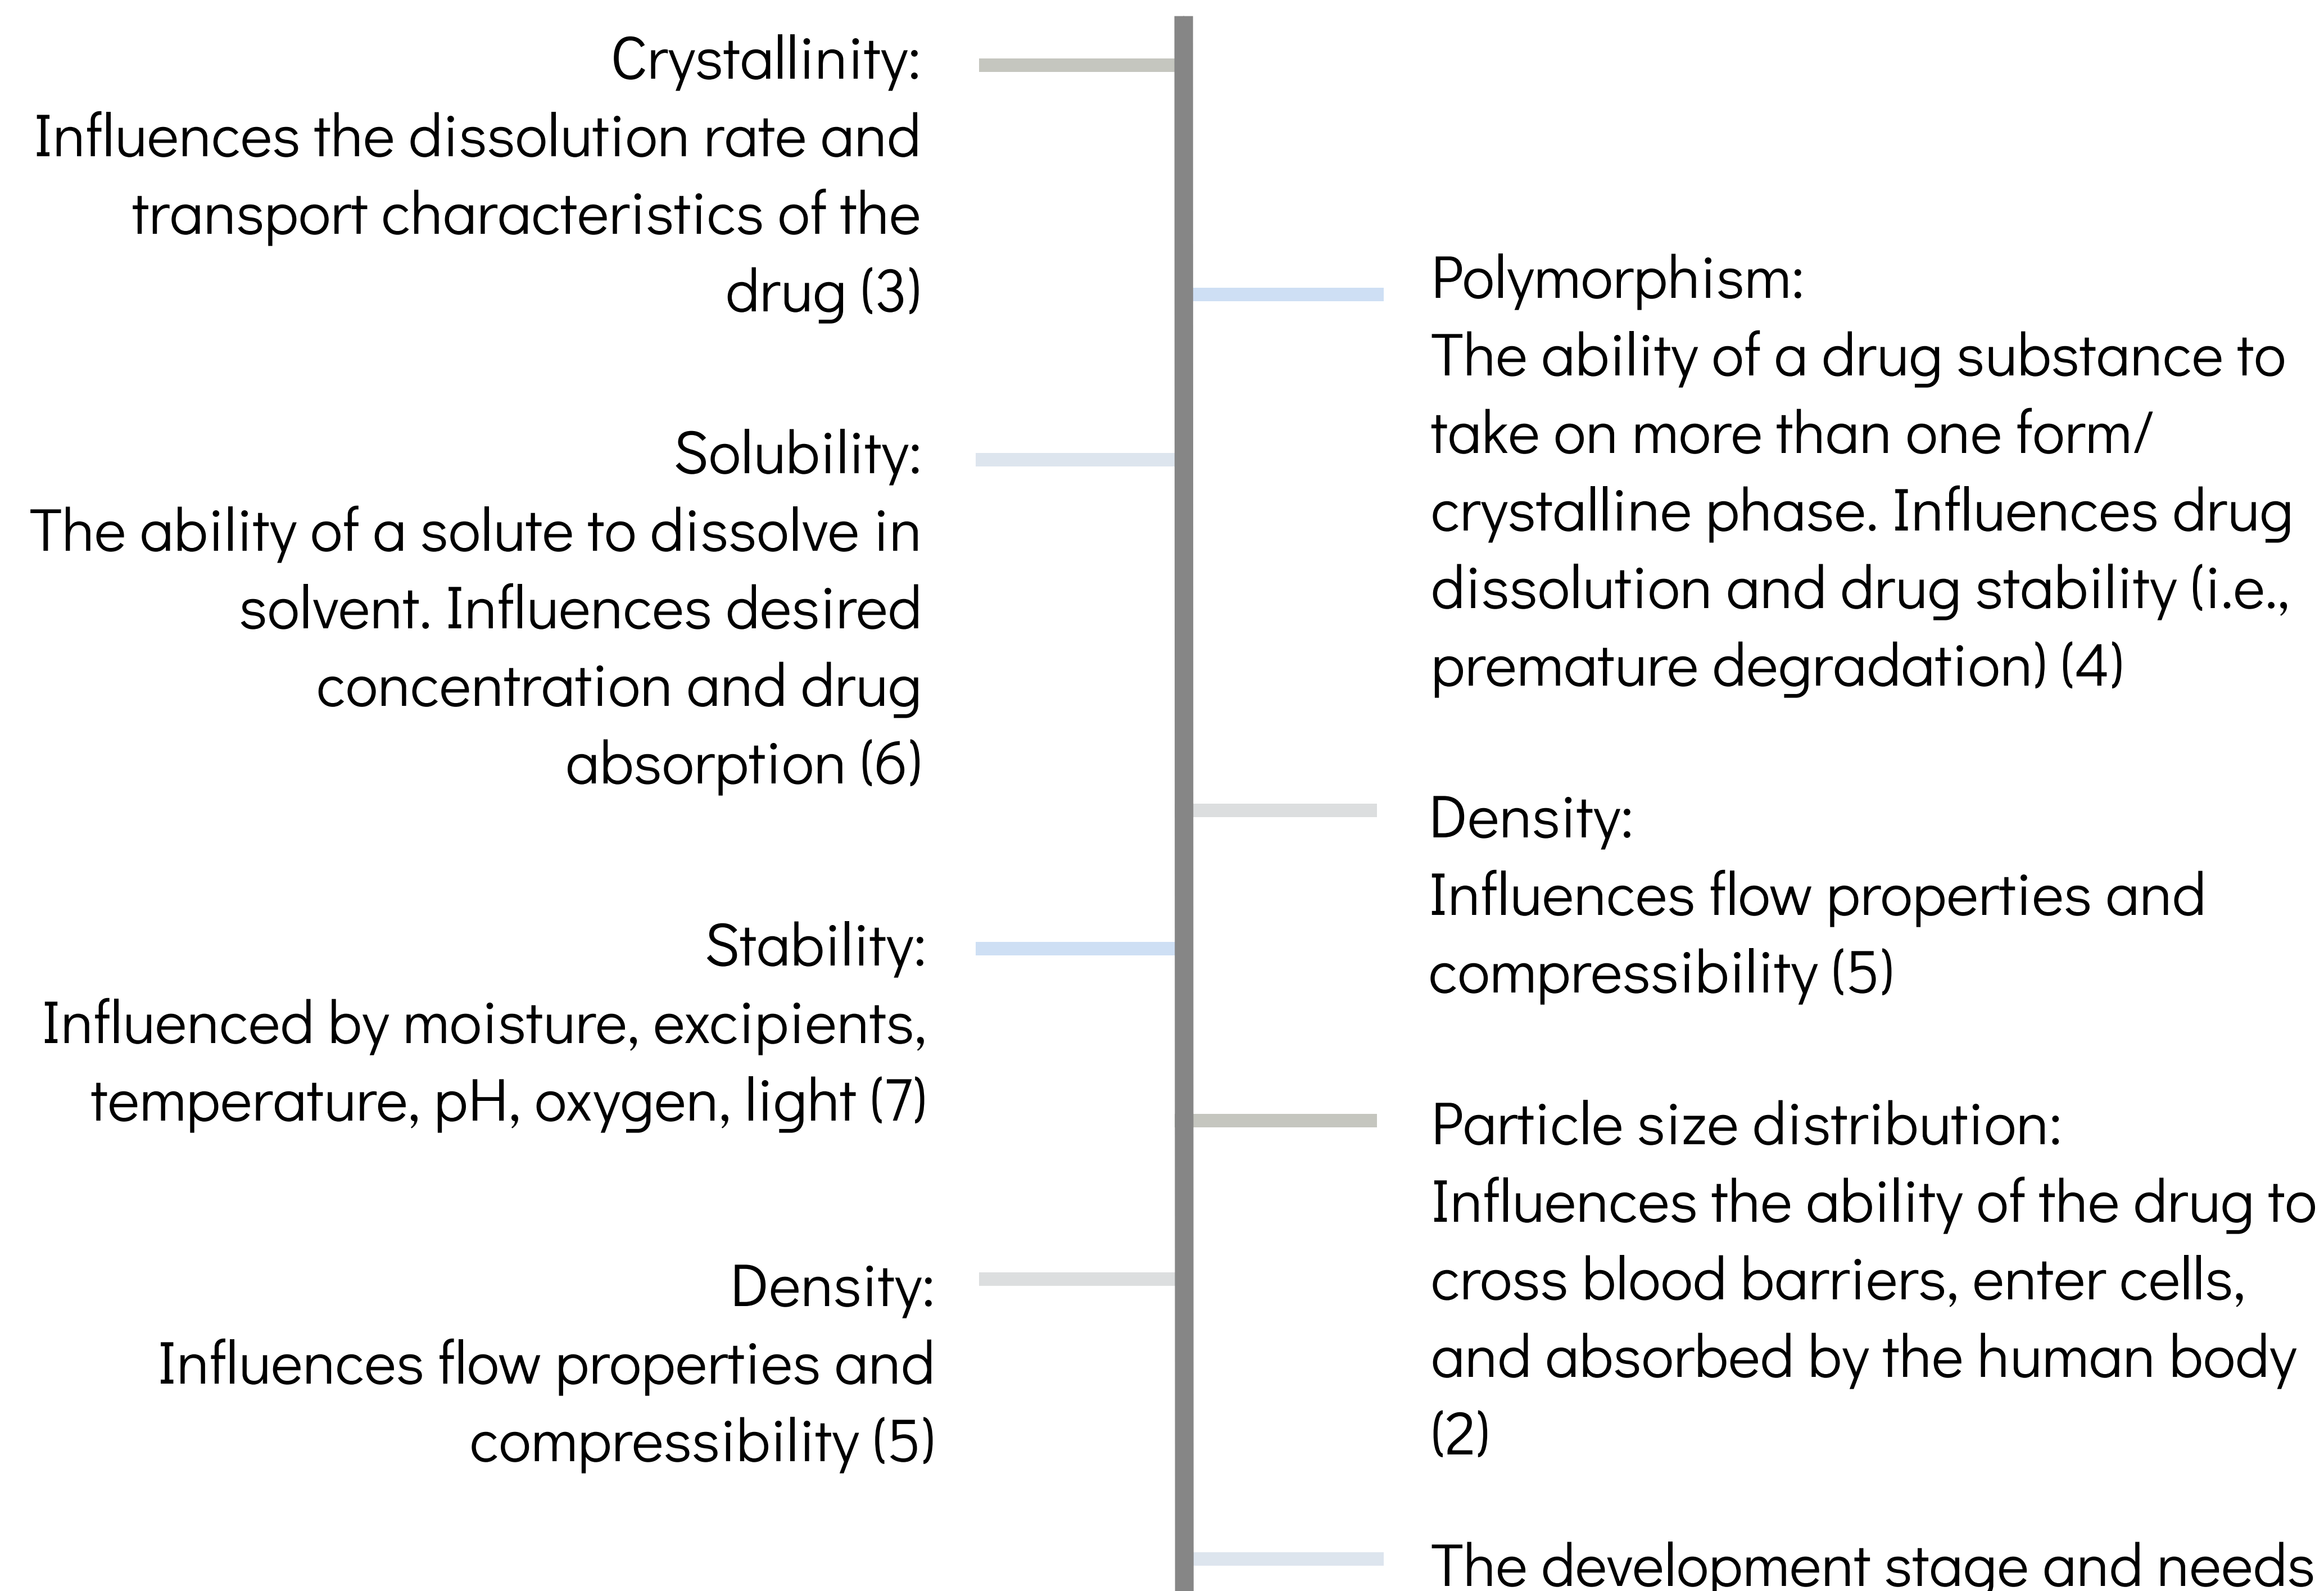 Crystallinity:
Influences the dissolution rate and
transport characteristics of the
drug (3)
Polymorphism:
The ability of a drug substance to
take on more than one form/
crystalline phase. Influences drug
dissolution and drug stability (i.e.,
premature degradation) (4)
Solubility:
The ability of a solute to dissolve in
solvent. Influences desired
concentration and drug
absorption (6)
Density:
Influences flow properties and
compressibility (5)
Stability:
Influenced by moisture, excipients,
temperature, pH, oxygen, light (7)
Particle size distribution:
Influences the ability of the drug to
cross blood barriers, enter cells,
and absorbed by the human body
(2)
Density:
Influences flow properties and
compressibility (5)
The development stage and needs